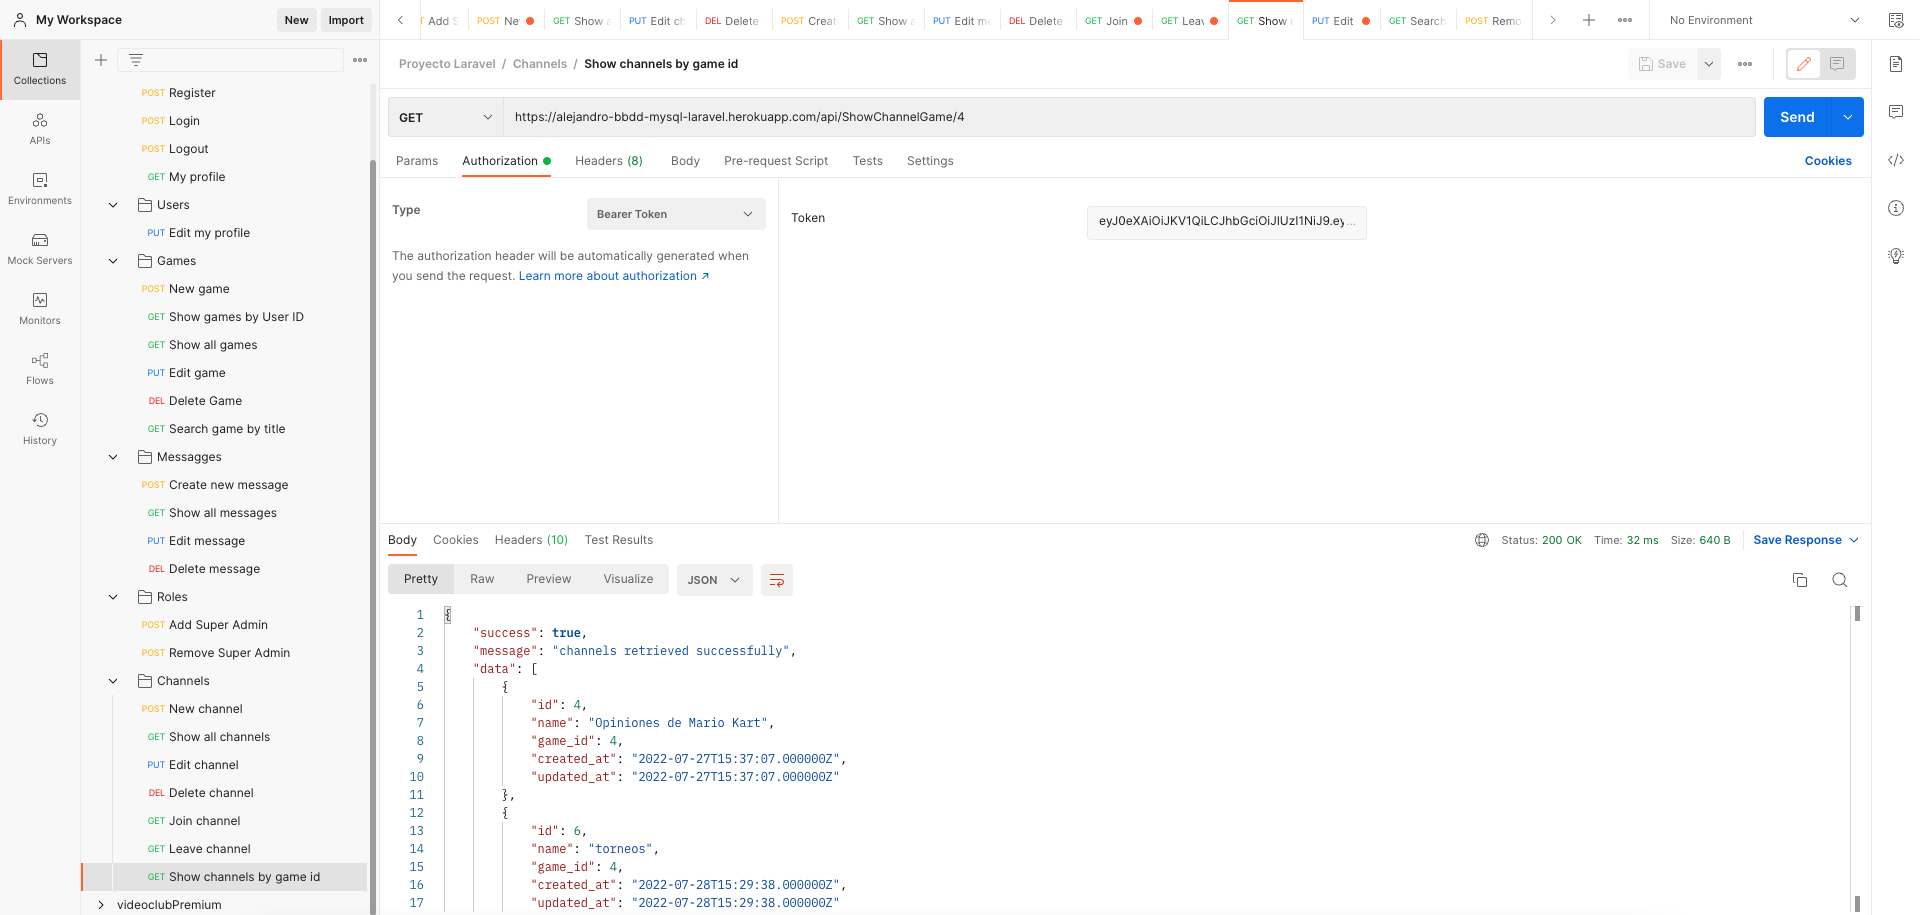 My Workspace
New
Import
Add S
POST Ne
GET Show a
PUT Edit ch
DEL Delete
POST Creat
GET Show a
PUT Edit me
DEL Delete
GET Join
GET Leav
GET Show c
PUT Edit
GET Search
POST Remo
No Environment
Collections
APIs
Environments
Mock Servers
Monitors
Flows
History
POST Register
POST Login
POST Logout
GET My profile
Users
PUT Edit my profile
Games
POST New game
GET Show games by User ID
GET Show all games
PUT Edit game
DEL Delete Game
GET Search game by title
Messagges
POST Create new message
GET Show all messages
PUT Edit message
DEL Delete message
Roles
POST Add Super Admin
POST Remove Super Admin
Channels
POST New channel
GET Show all channels
PUT Edit channel
DEL Delete channel
GET Join channel
GET Leave channel
GET Show channels by game id
videoclubPremium
Proyecto Laravel / Channels / Show channels by game id
Save
GET
https://alejandro-bbdd-mysql-laravel.herokuapp.com/api/ShowChannelGame/4
Send
Params
Authorization
Headers (8)
Body
Pre-request Script
Tests
Settings
Cookies
Type
Bearer Token
The authorization header will be automatically generated when
you send the request. Learn more about authorization ↗
Token
eyJ0eXAiOiJKV1QiLCJhbGciOiJIUzI1NiJ9.ey...
Body
Cookies
Headers (10)
Test Results
Status: 200 OK
Time: 32 ms
Size: 640 B
Save Response
Pretty
Raw
Preview
Visualize
JSON
1 {
2 "success": true,
3 "message": "channels retrieved successfully",
4 "data": [
5 {
6 "id": 4,
7 "name": "Opiniones de Mario Kart",
8 "game_id": 4,
9 "created_at": "2022-07-27T15:37:07.000000Z",
10 "updated_at": "2022-07-27T15:37:07.000000Z"
11 },
12 {
13 "id": 6,
14 "name": "torneos",
15 "game_id": 4,
16 "created_at": "2022-07-28T15:29:38.000000Z",
17 "updated_at": "2022-07-28T15:29:38.000000Z"